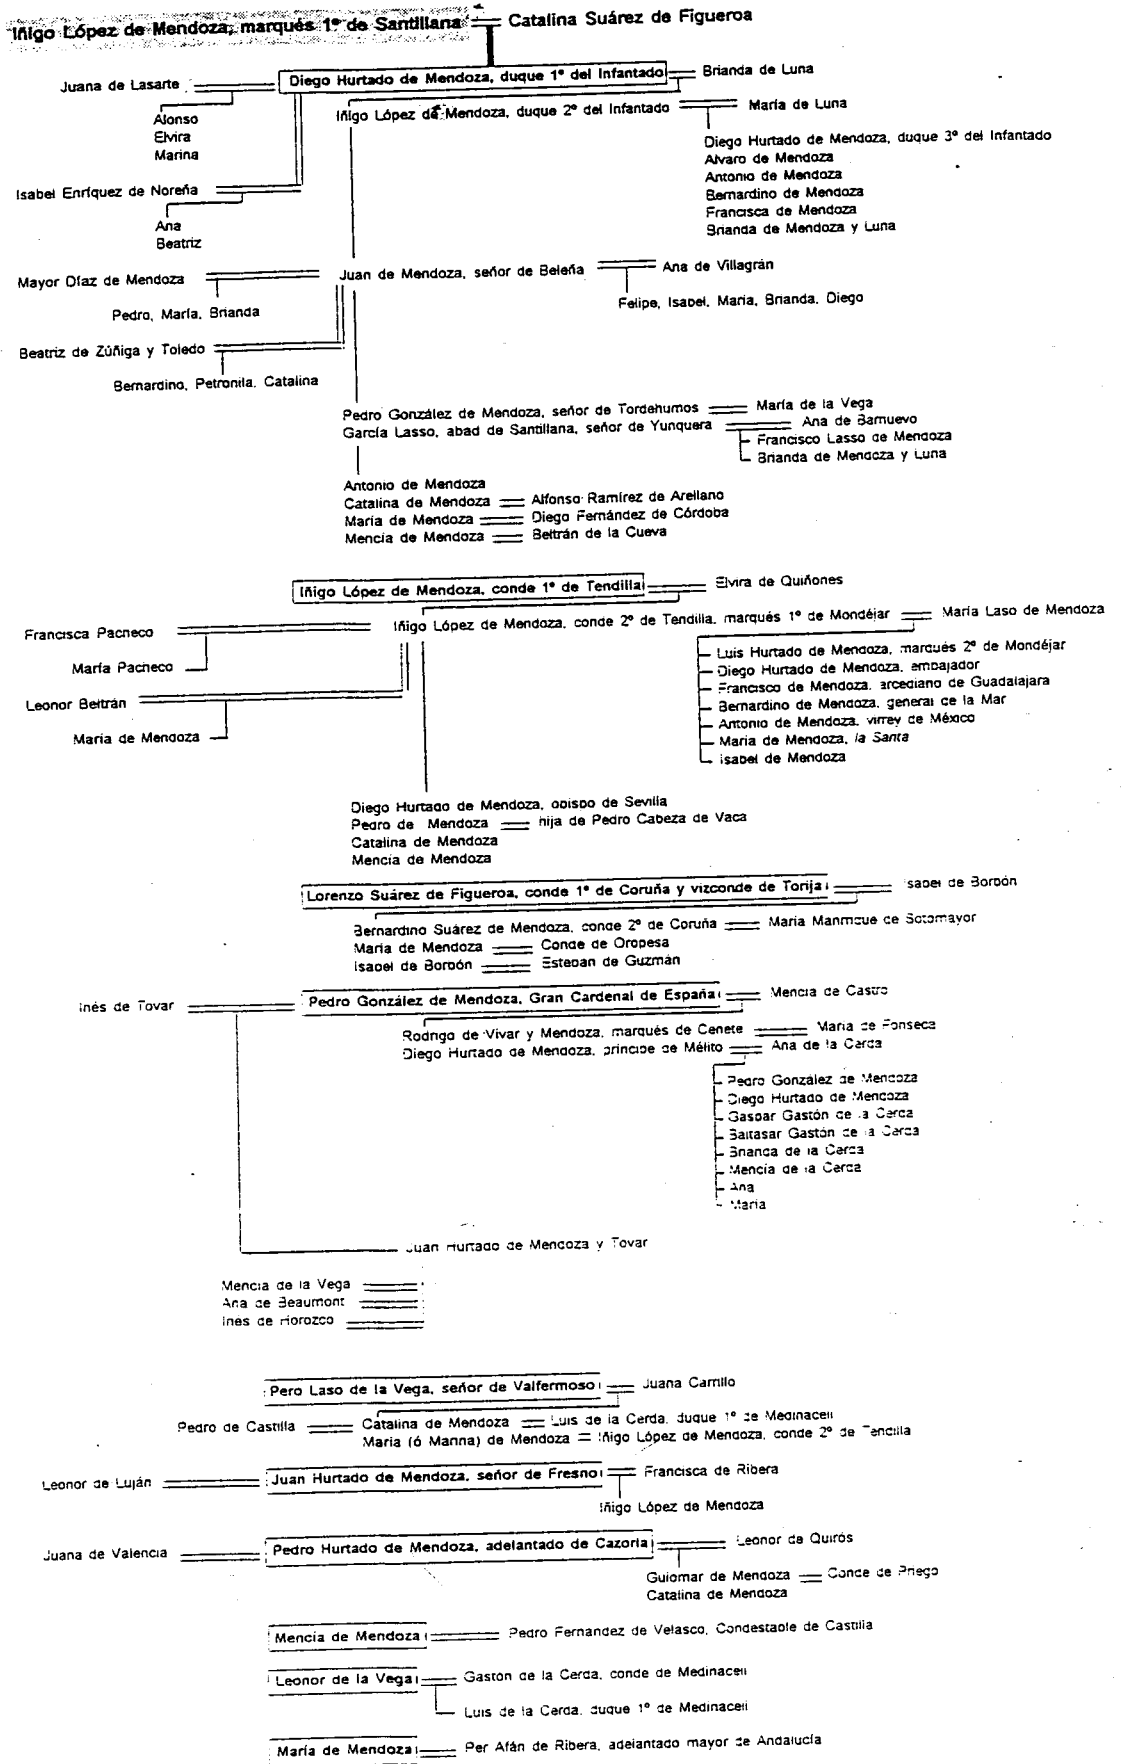 Iñigo López de Mendoza, marqués 1º de Santillana
Catalina Suárez de Figueroa
Juana de Lasarte
Diego Hurtado de Mendoza, duque 1º del Infantado
Brianda de Luna
Alonso
Elvira
Marina
Iñigo López de Mendoza, duque 2º del Infantado
María de Luna
Diego Hurtado de Mendoza, duque 3º del Infantado
Alvaro de Mendoza
Antonio de Mendoza
Bernardino de Mendoza
Francisca de Mendoza
Brianda de Mendoza y Luna
Isabel Enríquez de Noreña
Ana
Beatriz
Mayor Díaz de Mendoza
Juan de Mendoza, señor de Beleña
Ana de Villagrán
Pedro, María, Brianda
Felipe, Isabel, María, Brianda, Diego
Beatriz de Zúñiga y Toledo
Bernardino, Petronila, Catalina
Pedro González de Mendoza, señor de Tordehumos
María de la Vega
García Lasso, abad de Santillana, señor de Yunquera
Ana de Barnuevo
Francisco Lasso de Mendoza
Brianda de Mendoza y Luna
Antonio de Mendoza
Catalina de Mendoza
Alfonso Ramírez de Arellano
María de Mendoza
Diego Fernández de Córdoba
Mencía de Mendoza
Beltrán de la Cueva
Iñigo López de Mendoza, conde 1º de Tendilla
Elvira de Quiñones
Francisca Pacheco
Iñigo López de Mendoza, conde 2º de Tendilla, marqués 1º de Mondéjar
María Laso de Mendoza
María Pacheco
Leonor Beltrán
María de Mendoza
Luis Hurtado de Mendoza, marqués 2º de Mondéjar
Diego Hurtado de Mendoza, embajador
Francisco de Mendoza, arcediano de Guadalajara
Bernardino de Mendoza, general de la Mar
Antonio de Mendoza, virrey de México
María de Mendoza, la Santa
Isabel de Mendoza
Diego Hurtado de Mendoza, obispo de Sevilla
Pedro de Mendoza
hija de Pedro Cabeza de Vaca
Catalina de Mendoza
Mencía de Mendoza
Lorenzo Suárez de Figueroa, conde 1º de Coruña y vizconde de Torija
Isabel de Borbón
Bernardino Suárez de Mendoza, conde 2º de Coruña
María Manrique de Sotomayor
María de Mendoza
Conde de Oropesa
Isabel de Borbón
Esteban de Guzmán
Inés de Tovar
Pedro González de Mendoza, Gran Cardenal de España
Mencía de Castro
Rodrigo de Vivar y Mendoza, marqués de Cenete
María de Fonseca
Diego Hurtado de Mendoza, príncipe de Mélito
Ana de la Cerda
Pedro González de Mendoza
Diego Hurtado de Mendoza
Gaspar Gastón de la Cerda
Baltasar Gastón de la Cerda
Brianda de la Cerda
Mencía de la Cerda
Ana
María
Juan Hurtado de Mendoza y Tovar
Mencia de la Vega
Ana de Beaumont
Inés de Horozco
Pero Laso de la Vega, señor de Valfermoso
Juana Carrillo
Pedro de Castilla
Catalina de Mendoza
Luis de la Cerda, duque 1º de Medinaceli
María (ó Marina) de Mendoza
Iñigo López de Mendoza, conde 2º de Tendilla
Leonor de Luján
Juan Hurtado de Mendoza, señor de Fresno
Francisca de Ribera
Iñigo López de Mendoza
Juana de Valencia
Pedro Hurtado de Mendoza, adelantado de Cazorla
Leonor de Quirós
Guiomar de Mendoza
Conde de Priego
Catalina de Mendoza
Mencía de Mendoza
Pedro Fernandez de Velasco, Condestable de Castilla
Leonor de la Vega
Gastón de la Cerda, conde de Medinaceli
Luis de la Cerda, duque 1º de Medinaceli
María de Mendoza
Per Afán de Ribera, adelantado mayor de Andalucía